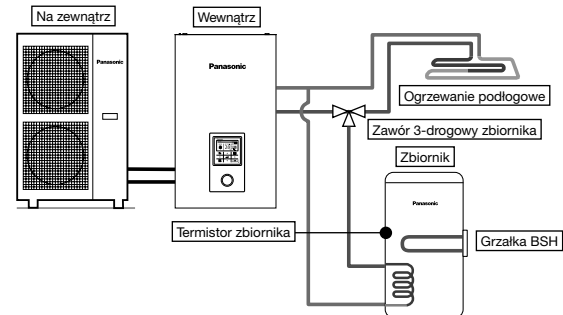 Na zewnątrz
Wewnątrz
Panasonic
Panasonic
Ogrzewanie podłogowe
Zawór 3-drogowy zbiornika
Zbiornik
Panasonic
Termistor zbiornika
Grzałka BSH